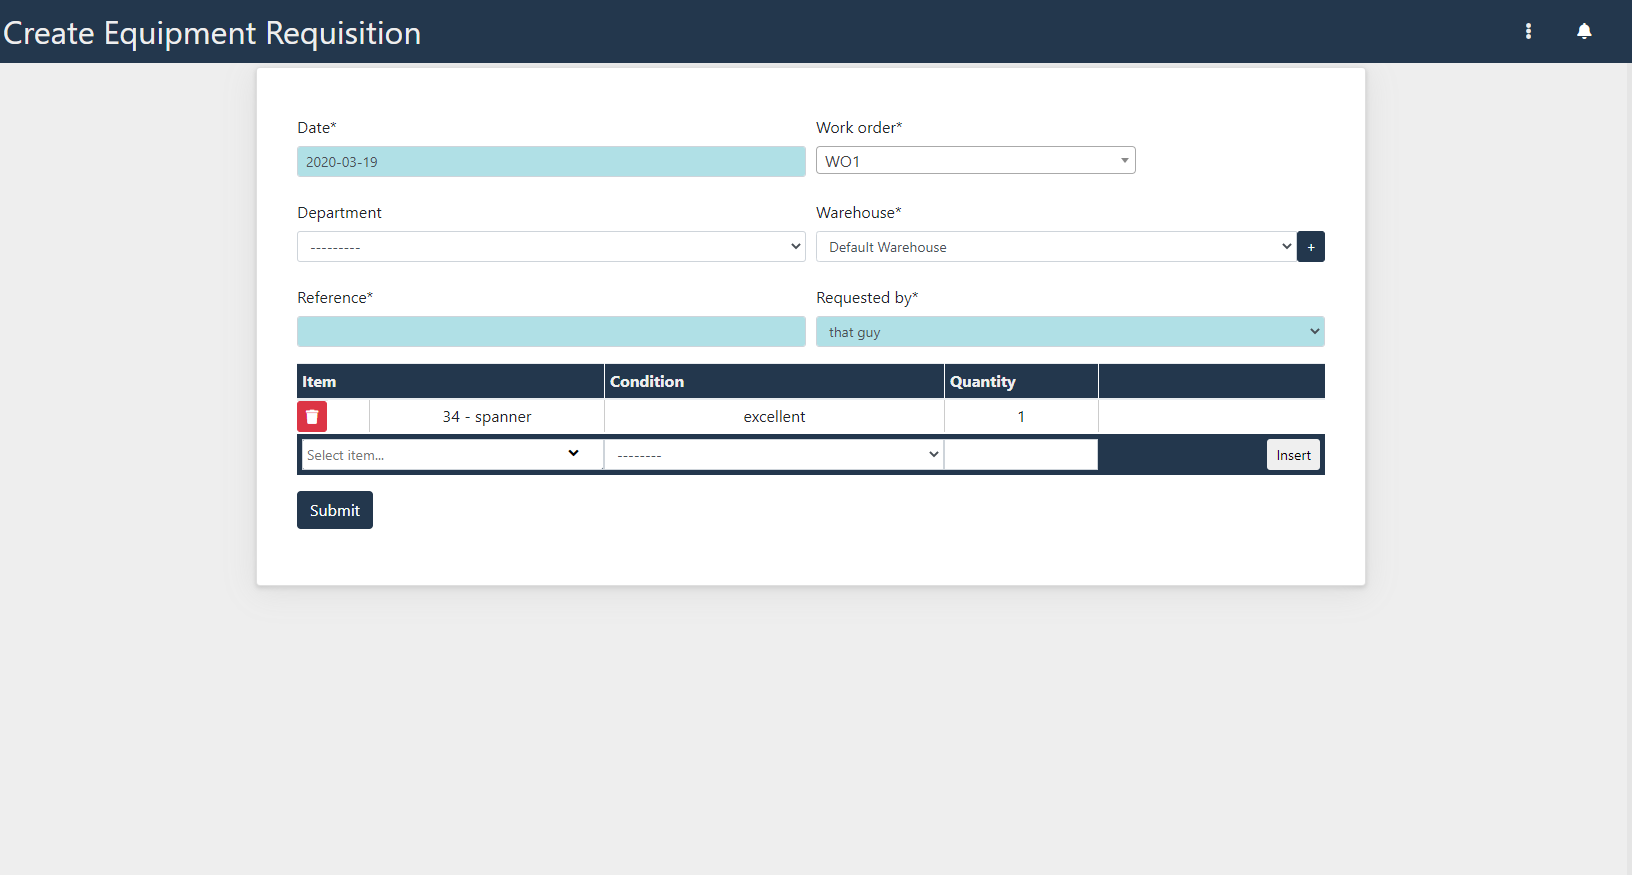 Create Equipment Requisition
Date* Work order*
2020-03-19 WO1
Department Warehouse*
--------- Default Warehouse +
Reference* Requested by*
that guy
Item Condition Quantity
34 - spanner excellent 1
Select item... -------- Insert
Submit